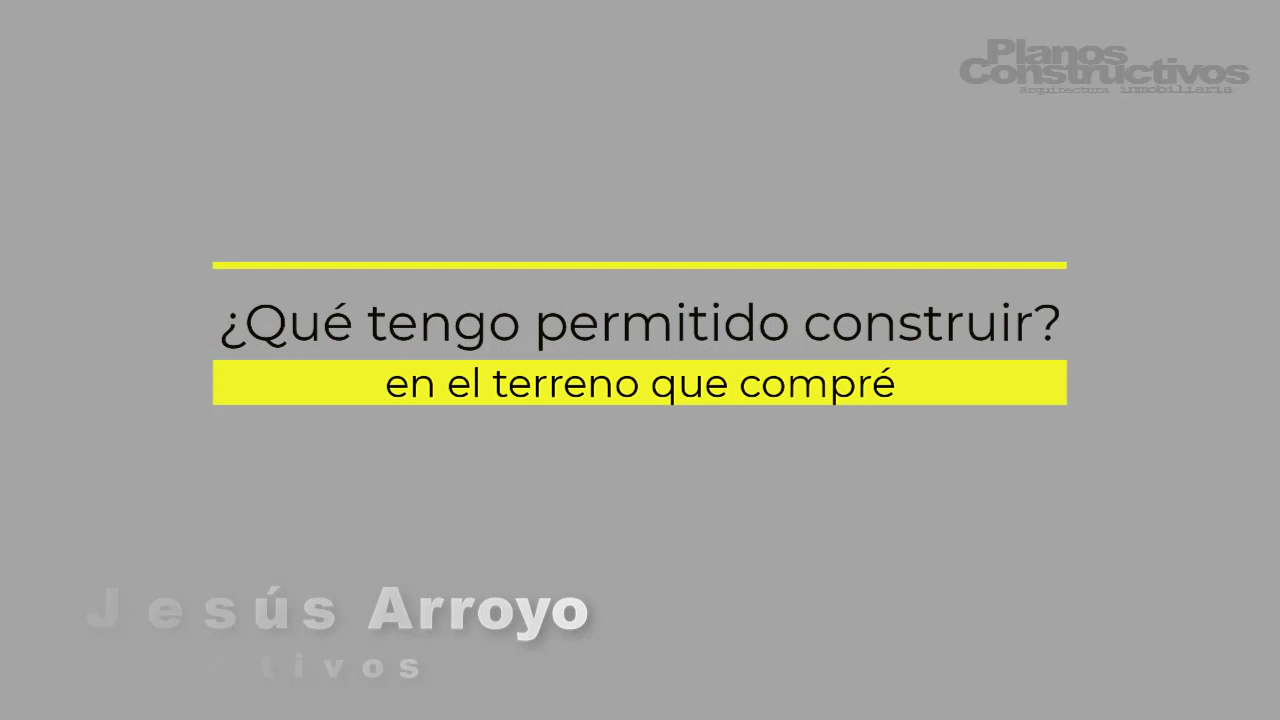 Planos
Constructivos
Arquitectura inmobiliaria
¿Qué tengo permitido construir?
en el terreno que compré
Jesús Arroyo
tivos